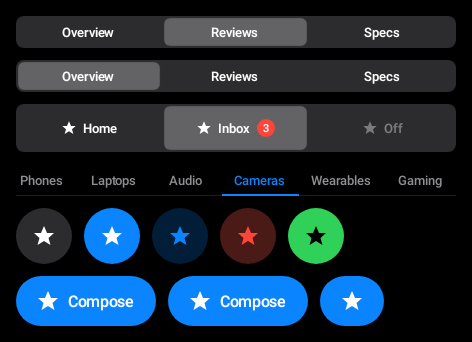 Overview Reviews Specs
Overview Reviews Specs
Home Inbox 3 Off
Phones Laptops Audio Cameras Wearables Gaming
Compose Compose